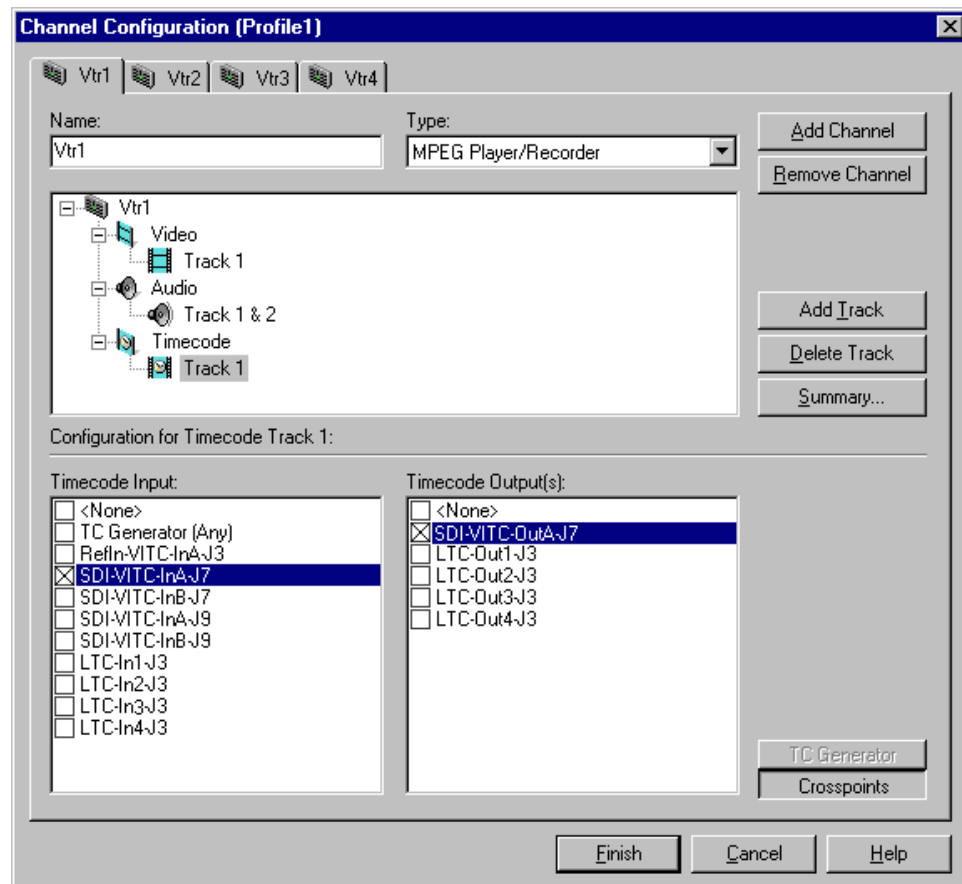 Channel Configuration (Profile1)
Vtr1
Vtr2
Vtr3
Vtr4
Name:
Vtr1
Type:
MPEG Player/Recorder
Add Channel
Remove Channel
Vtr1
Video
Track 1
Audio
Track 1 & 2
Timecode
Track 1
Add Track
Delete Track
Summary...
Configuration for Timecode Track 1:
Timecode Input:
<None>
TC Generator (Any)
RefIn-VITC-InA-J3
SDI-VITC-InA-J7
SDI-VITC-InB-J7
SDI-VITC-InA-J9
SDI-VITC-InB-J9
LTC-In1-J3
LTC-In2-J3
LTC-In3-J3
LTC-In4-J3
Timecode Output(s):
<None>
SDI-VITC-OutA-J7
LTC-Out1-J3
LTC-Out2-J3
LTC-Out3-J3
LTC-Out4-J3
TC Generator
Crosspoints
Finish
Cancel
Help